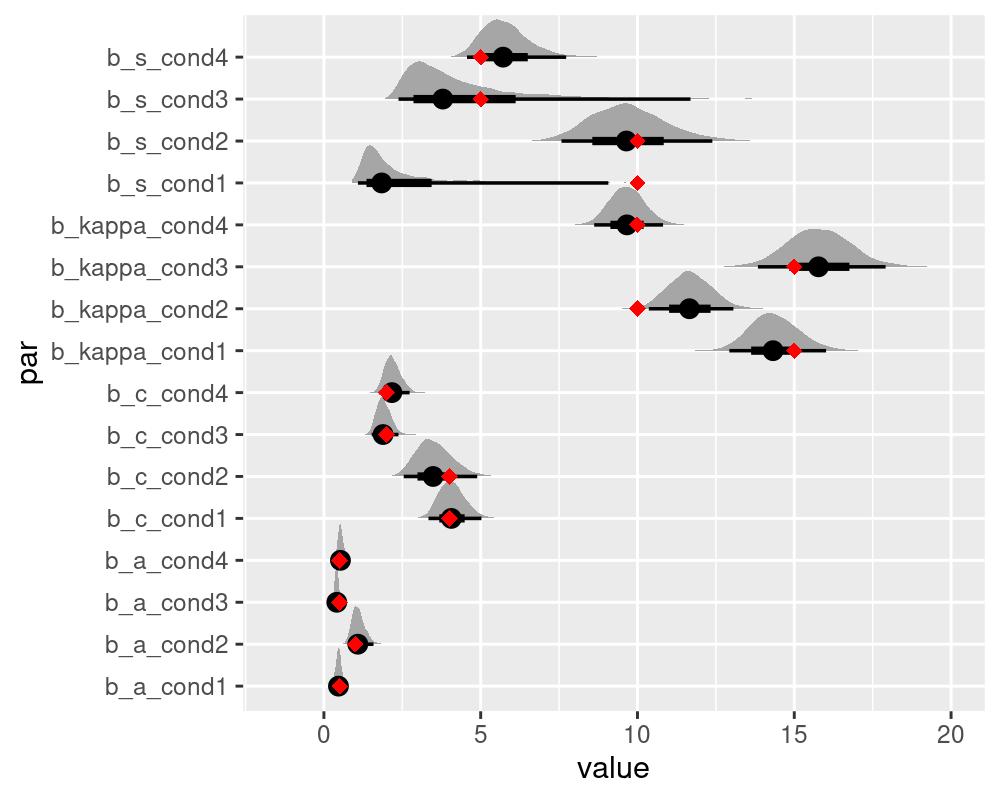 b_s_cond4
b_s_cond3
b_s_cond2
b_s_cond1
b_kappa_cond4
b_kappa_cond3
b_kappa_cond2
b_kappa_cond1
b_c_cond4
b_c_cond3
b_c_cond2
b_c_cond1
b_a_cond4
b_a_cond3
b_a_cond2
b_a_cond1
par
0 5 10 15 20
value